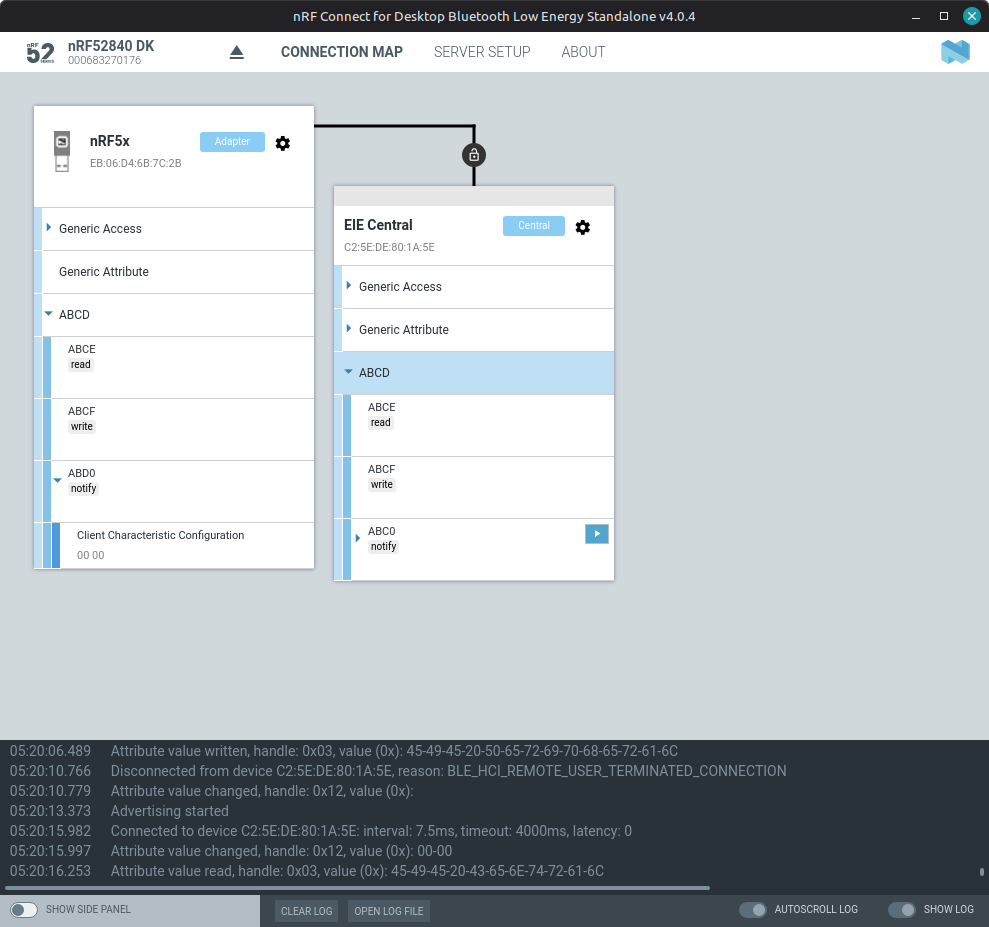 nRF Connect for Desktop Bluetooth Low Energy Standalone v4.0.4
nRF
52
SERIES
nRF52840 DK
000683270176
CONNECTION MAP
SERVER SETUP
ABOUT
nRF5x
Adapter
EB:06:D4:6B:7C:2B
Generic Access
Generic Attribute
ABCD
ABCE
read
ABCF
write
ABD0
notify
Client Characteristic Configuration
00 00
EIE Central
Central
C2:5E:DE:80:1A:5E
Generic Access
Generic Attribute
ABCD
ABCE
read
ABCF
write
ABC0
notify
05:20:06.489 Attribute value written, handle: 0x03, value (0x): 45-49-45-20-50-65-72-69-70-68-65-72-61-6C
05:20:10.766 Disconnected from device C2:5E:DE:80:1A:5E, reason: BLE_HCI_REMOTE_USER_TERMINATED_CONNECTION
05:20:10.779 Attribute value changed, handle: 0x12, value (0x):
05:20:13.373 Advertising started
05:20:15.982 Connected to device C2:5E:DE:80:1A:5E: interval: 7.5ms, timeout: 4000ms, latency: 0
05:20:15.997 Attribute value changed, handle: 0x12, value (0x): 00-00
05:20:16.253 Attribute value read, handle: 0x03, value (0x): 45-49-45-20-43-65-6E-74-72-61-6C
SHOW SIDE PANEL
CLEAR LOG
OPEN LOG FILE
AUTOSCROLL LOG
SHOW LOG